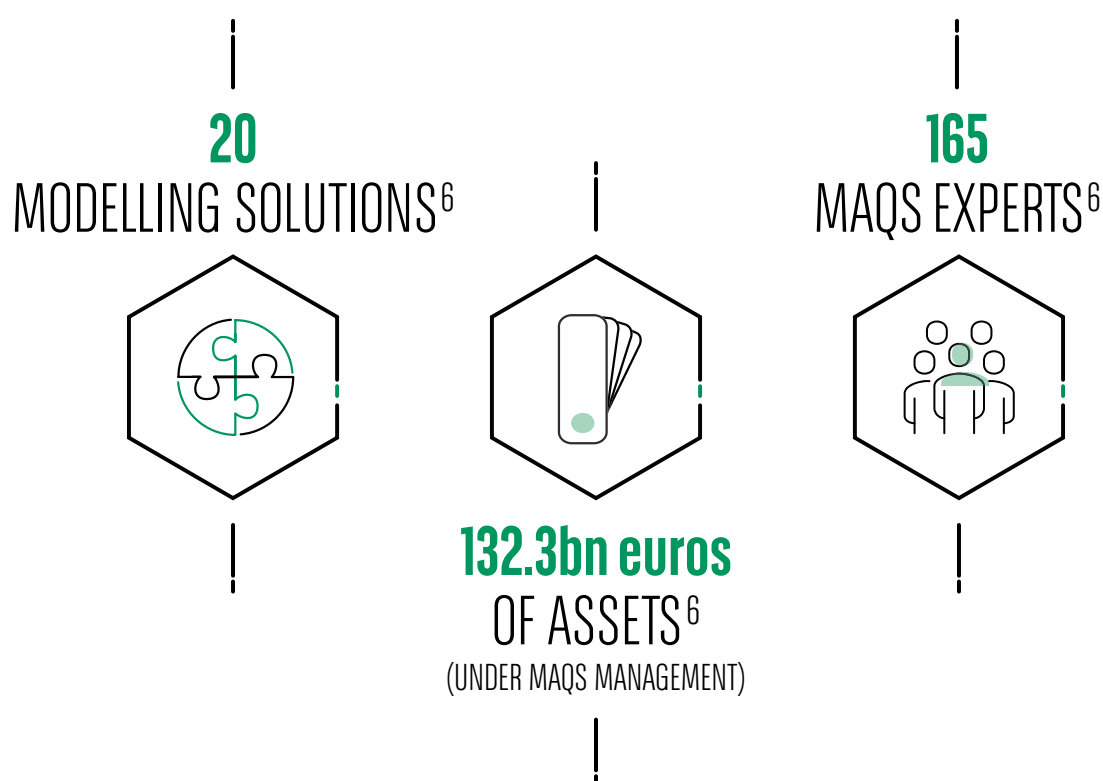 20
MODELLING SOLUTIONS⁶
165
MAQS EXPERTS⁶
132.3bn euros
OF ASSETS⁶
(UNDER MAQS MANAGEMENT)